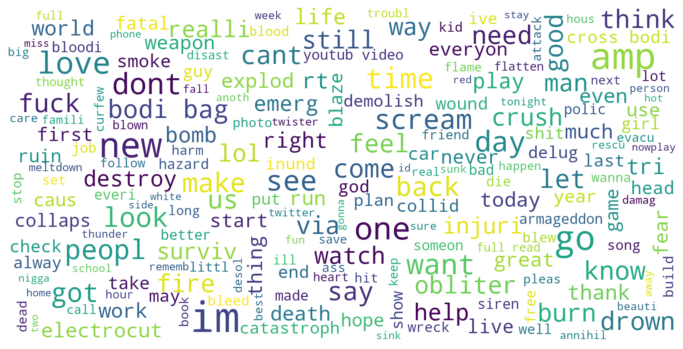 full
world
phone
miss
big
bloodi
week
blood
disast
fatal
weapon
realli
life
way
troubl
kid
ive
still
need
stay
attack
hous
think
cross bodi
good
love
dont
smoke
guy
cant
youtub video
everyon
flame
flatten
amp
thought
curfew
fall
anoth
twister
explod
rte
blaze
time
play
man
red
next
even
lot
person
hot
fuck
bodi bag
emerg
demolish
wound
tonight
use
girl
care
famili
blown
photo
scream
crush
shit
polic
evacu
first
job
bomb
right
feel
friend
much
rescu
nowplay
ruin
follow
harm
hazard
lol
inund
car
never
delug
last
tri
new
day
meltdown
set
destroy
see
come
id
real
sunk
bad
happen
wanna
damag
stop
caus
everi
make
us
put
run
god
back
plan
die
let
head
collaps
white
side
long
start
twitter
gonna
collid
today
year
armageddon
game
fear
look
thunder
better
via
one
injuri
someon
blew
full read
song
go
check
peopl
surviv
fun
save
sure
want
great
know
build
alway
school
rememb
littl
desol
thing
ill
end
ass
heart
hit
watch
say
keep
obliter
thank
beauti
nigga
got
take
fire
bleed
best
book
made
show
help
siren
free
pleas
away
burn
drown
dead
home
two
call
hour
may
work
im
death
hope
wreck
live
well
annihil
electrocut
catastroph
sink